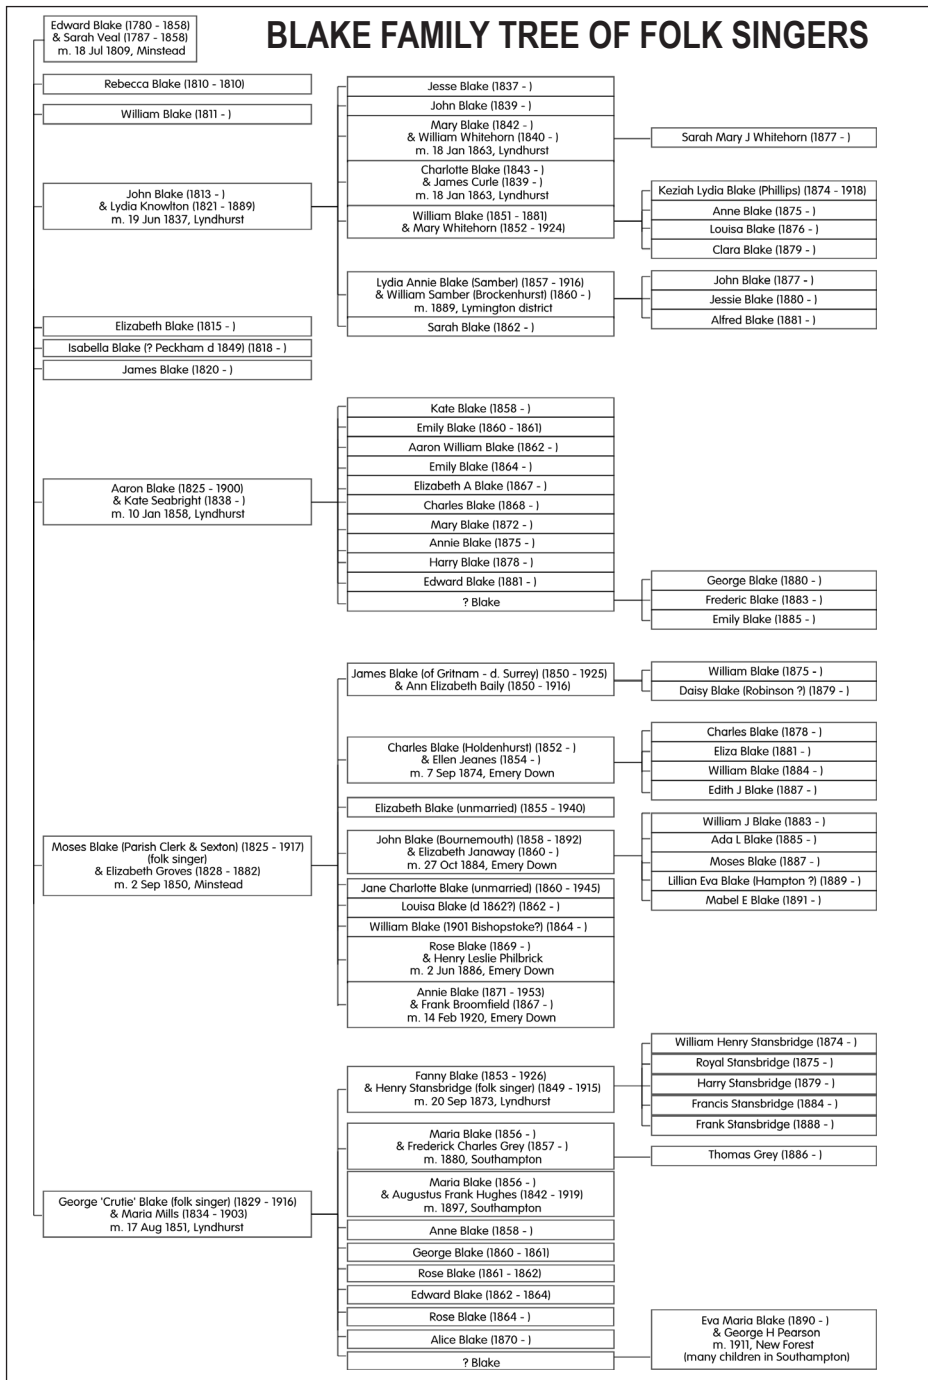 BLAKE FAMILY TREE OF FOLK SINGERS
Edward Blake (1780 - 1858)
& Sarah Veal (1787 - 1858)
m. 18 Jul 1809, Minstead
Rebecca Blake (1810 - 1810)
William Blake (1811 - )
John Blake (1813 - )
& Lydia Knowlton (1821 - 1889)
m. 19 Jun 1837, Lyndhurst
Jesse Blake (1837 - )
John Blake (1839 - )
Mary Blake (1842 - )
& William Whitehorn (1840 - )
m. 18 Jan 1863, Lyndhurst
Sarah Mary J Whitehorn (1877 - )
Charlotte Blake (1843 - )
& James Curle (1839 - )
m. 18 Jan 1863, Lyndhurst
William Blake (1851 - 1881)
& Mary Whitehorn (1852 - 1924)
Keziah Lydia Blake (Phillips) (1874 - 1918)
Anne Blake (1875 - )
Louisa Blake (1876 - )
Clara Blake (1879 - )
Lydia Annie Blake (Samber) (1857 - 1916)
& William Samber (Brockenhurst) (1860 - )
m. 1889, Lymington district
John Blake (1877 - )
Jessie Blake (1880 - )
Alfred Blake (1881 - )
Sarah Blake (1862 - )
Elizabeth Blake (1815 - )
Isabella Blake (? Peckham d 1849) (1818 - )
James Blake (1820 - )
Aaron Blake (1825 - 1900)
& Kate Seabright (1838 - )
m. 10 Jan 1858, Lyndhurst
Kate Blake (1858 - )
Emily Blake (1860 - 1861)
Aaron William Blake (1862 - )
Emily Blake (1864 - )
Elizabeth A Blake (1867 - )
Charles Blake (1868 - )
Mary Blake (1872 - )
Annie Blake (1875 - )
Harry Blake (1878 - )
Edward Blake (1881 - )
? Blake
George Blake (1880 - )
Frederic Blake (1883 - )
Emily Blake (1885 - )
Moses Blake (Parish Clerk & Sexton) (1825 - 1917)
(folk singer)
& Elizabeth Groves (1828 - 1882)
m. 2 Sep 1850, Minstead
James Blake (of Gritnam - d. Surrey) (1850 - 1925)
& Ann Elizabeth Baily (1850 - 1916)
William Blake (1875 - )
Daisy Blake (Robinson ?) (1879 - )
Charles Blake (Holdenhurst) (1852 - )
& Ellen Jeanes (1854 - )
m. 7 Sep 1874, Emery Down
Charles Blake (1878 - )
Eliza Blake (1881 - )
William Blake (1884 - )
Edith J Blake (1887 - )
Elizabeth Blake (unmarried) (1855 - 1940)
John Blake (Bournemouth) (1858 - 1892)
& Elizabeth Janaway (1860 - )
m. 27 Oct 1884, Emery Down
William J Blake (1883 - )
Ada L Blake (1885 - )
Moses Blake (1887 - )
Lillian Eva Blake (Hampton ?) (1889 - )
Mabel E Blake (1891 - )
Jane Charlotte Blake (unmarried) (1860 - 1945)
Louisa Blake (d 1862?) (1862 - )
William Blake (1901 Bishopstoke?) (1864 - )
Rose Blake (1869 - )
& Henry Leslie Philbrick
m. 2 Jun 1886, Emery Down
Annie Blake (1871 - 1953)
& Frank Broomfield (1867 - )
m. 14 Feb 1920, Emery Down
George 'Crutie' Blake (folk singer) (1829 - 1916)
& Maria Mills (1834 - 1903)
m. 17 Aug 1851, Lyndhurst
Fanny Blake (1853 - 1926)
& Henry Stansbridge (folk singer) (1849 - 1915)
m. 20 Sep 1873, Lyndhurst
William Henry Stansbridge (1874 - )
Royal Stansbridge (1875 - )
Harry Stansbridge (1879 - )
Francis Stansbridge (1884 - )
Frank Stansbridge (1888 - )
Maria Blake (1856 - )
& Frederick Charles Grey (1857 - )
m. 1880, Southampton
Thomas Grey (1886 - )
Maria Blake (1856 - )
& Augustus Frank Hughes (1842 - 1919)
m. 1897, Southampton
Anne Blake (1858 - )
George Blake (1860 - 1861)
Rose Blake (1861 - 1862)
Edward Blake (1862 - 1864)
Rose Blake (1864 - )
Alice Blake (1870 - )
? Blake
Eva Maria Blake (1890 - )
& George H Pearson
m. 1911, New Forest
(many children in Southampton)